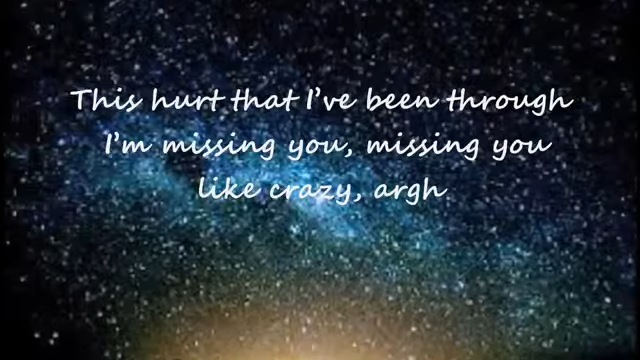 This hurt that I've been through
I'm missing you, missing you
like crazy, argh